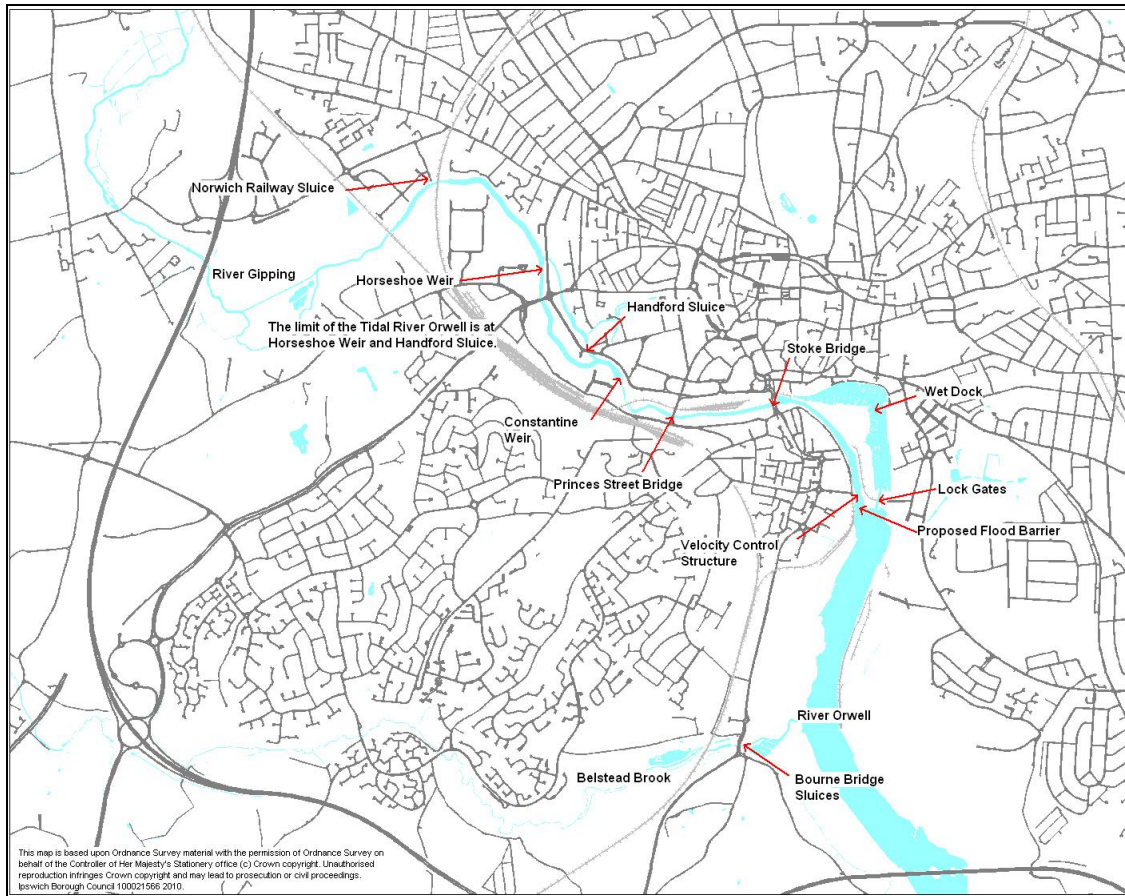 Norwich Railway Sluice
River Gipping
Horseshoe Weir
The limit of the Tidal River Orwell is at
Horseshoe Weir and Handford Sluice.
Handford Sluice
Stoke Bridge
Wet Dock
Constantine
Weir
Princes Street Bridge
Lock Gates
Proposed Flood Barrier
Velocity Control
Structure
River Orwell
Belstead Brook
Bourne Bridge
Sluices
This map is based upon Ordnance Survey material with the permission of Ordnance Survey on
behalf of the Controller of Her Majesty's Stationery office (c) Crown copyright. Unauthorised
reproduction infringes Crown copyright and may lead to prosecution or civil proceedings.
Ipswich Borough Council 100021566 2010.